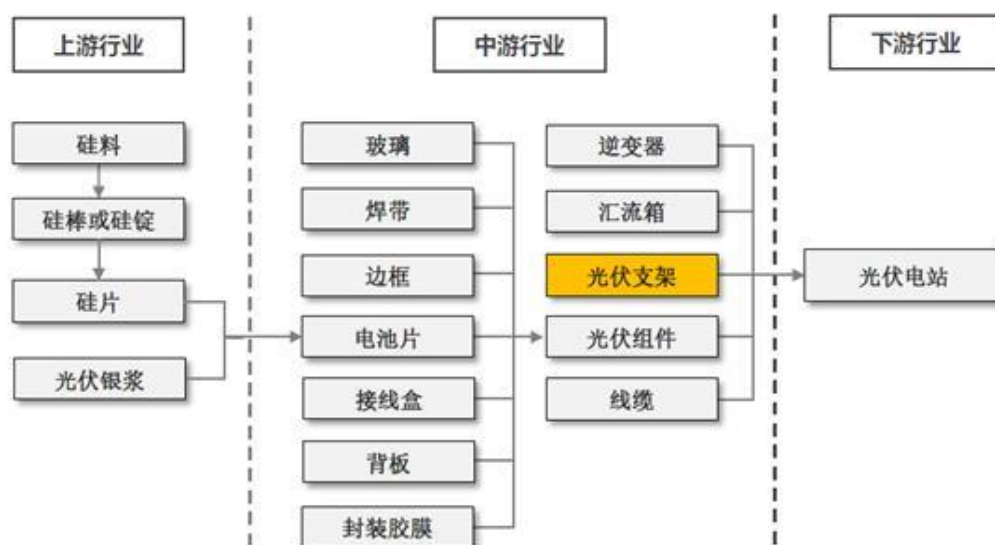 上游行业
中游行业
下游行业
硅料
硅棒或硅锭
硅片
光伏银浆
玻璃
焊带
边框
电池片
接线盒
背板
封装胶膜
逆变器
汇流箱
光伏支架
光伏组件
线缆
光伏电站